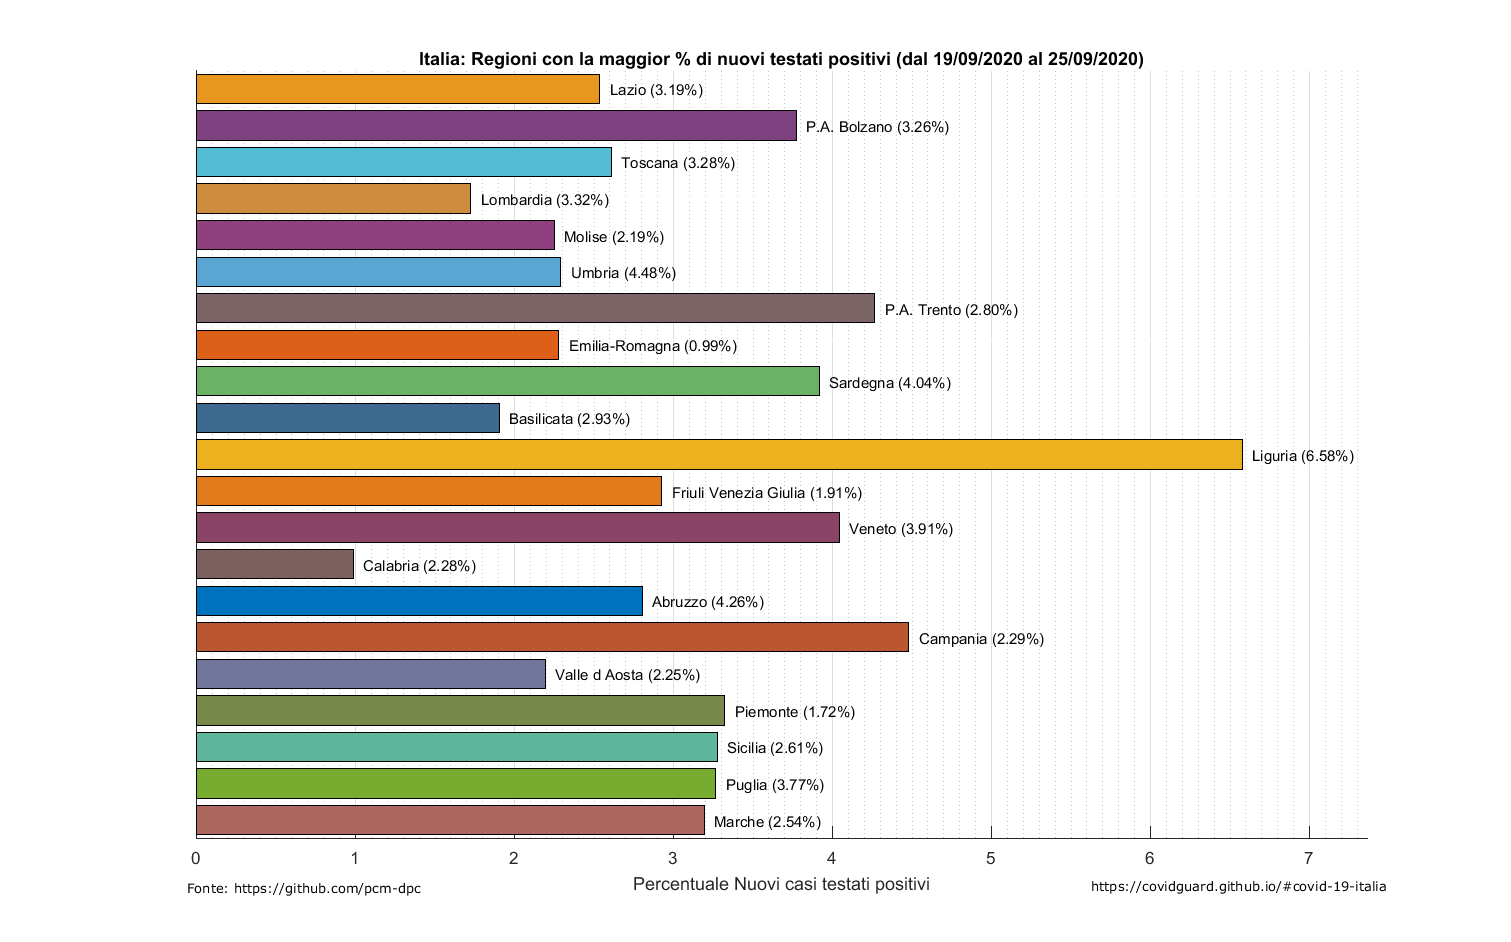 Italia: Regioni con la maggior % di nuovi testati positivi (dal 19/09/2020 al 25/09/2020)
Lazio (3.19%)
P.A. Bolzano (3.26%)
Toscana (3.28%)
Lombardia (3.32%)
Molise (2.19%)
Umbria (4.48%)
P.A. Trento (2.80%)
Emilia-Romagna (0.99%)
Sardegna (4.04%)
Basilicata (2.93%)
Liguria (6.58%)
Friuli Venezia Giulia (1.91%)
Veneto (3.91%)
Calabria (2.28%)
Abruzzo (4.26%)
Campania (2.29%)
Valle d Aosta (2.25%)
Piemonte (1.72%)
Sicilia (2.61%)
Puglia (3.77%)
Marche (2.54%)
0 1 2 3 4 5 6 7
Percentuale Nuovi casi testati positivi
Fonte: https://github.com/pcm-dpc
https://covidguard.github.io/#covid-19-italia